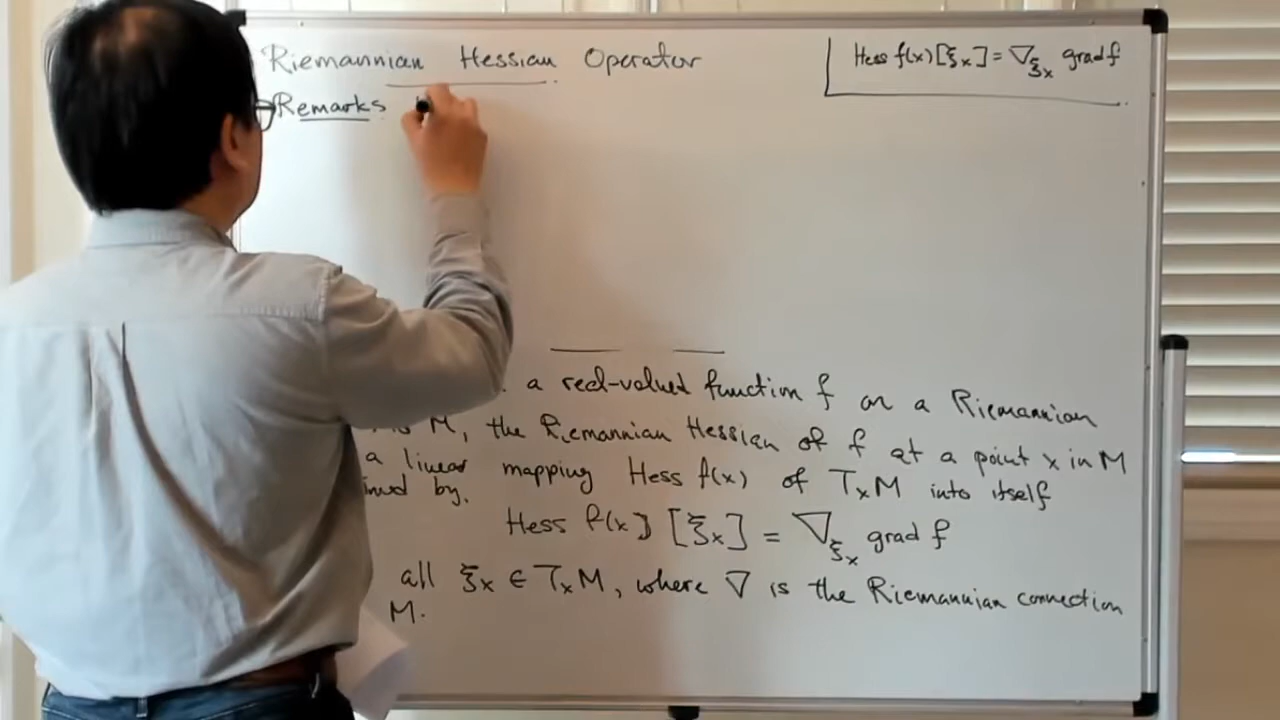 Riemannian Hessian Operator
Hess f(x)[ξx] = ∇ξx grad f
Remarks
a real-valued function f on a Riemannian
M, the Riemannian Hessian of f at a point x in M
a linear mapping Hess f(x) of TxM into itself
by.
Hess f(x) [ξx] = ∇ξx grad f
all ξx ∈ TxM, where ∇ is the Riemannian connection
M.